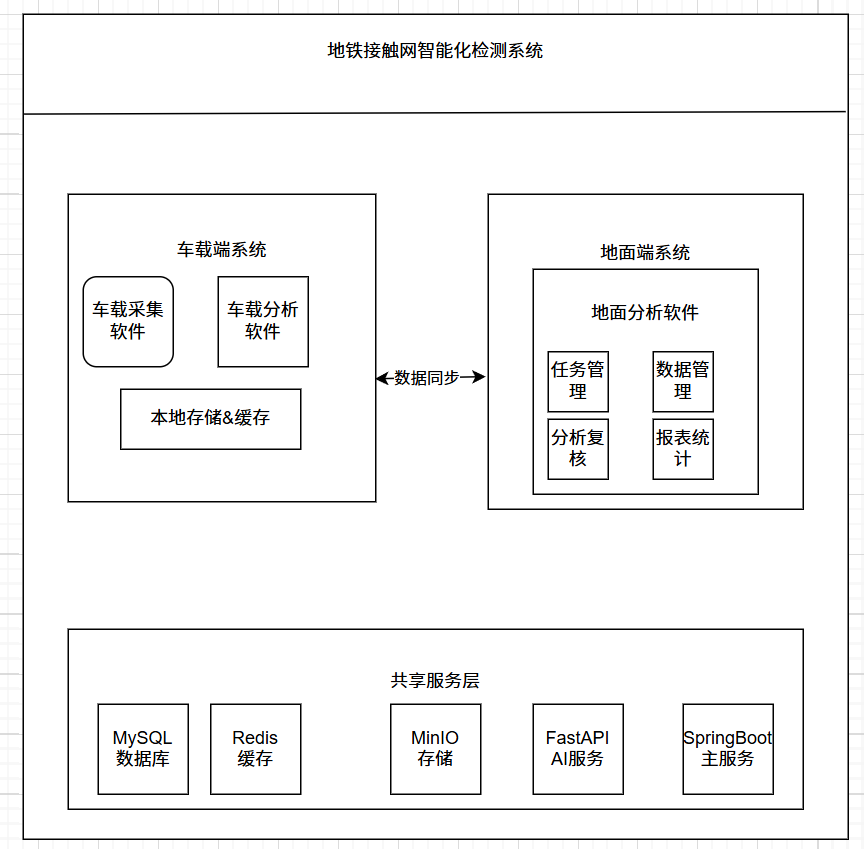 地铁接触网智能化检测系统
车载端系统
车载采集
软件
车载分析
软件
本地存储&缓存
数据同步
地面端系统
地面分析软件
任务管
理
数据管
理
分析复
核
报表统
计
共享服务层
MySQL
数据库
Redis
缓存
MinIO
存储
FastAPI
AI服务
SpringBoot
主服务